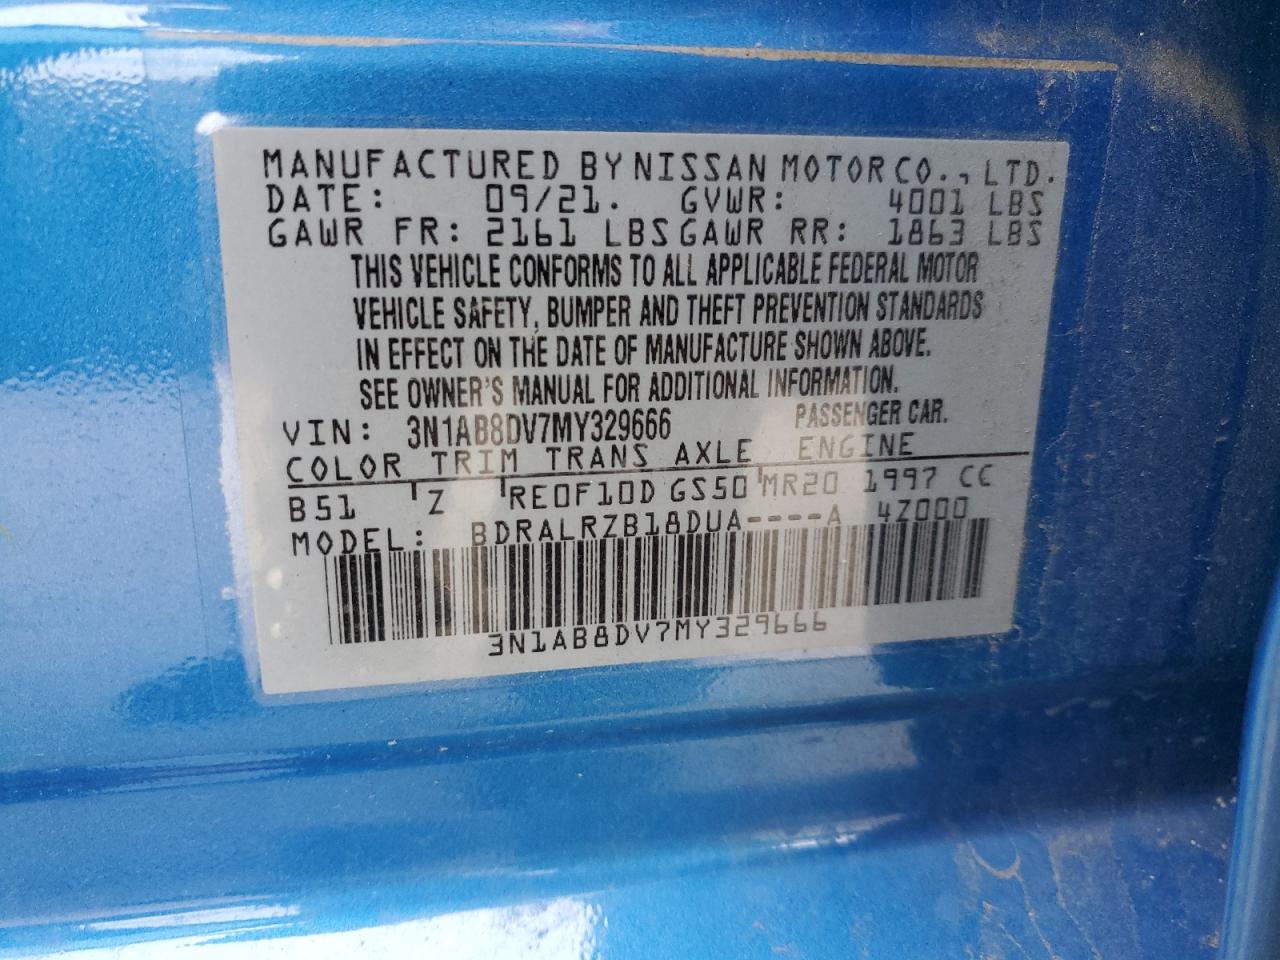 MANUFACTURED BY NISSAN MOTOR CO., LTD.
DATE: 09/21. GVWR: 4001 LBS
GAWR FR: 2161 LBS GAWR RR: 1863 LBS
THIS VEHICLE CONFORMS TO ALL APPLICABLE FEDERAL MOTOR
VEHICLE SAFETY, BUMPER AND THEFT PREVENTION STANDARDS
IN EFFECT ON THE DATE OF MANUFACTURE SHOWN ABOVE.
SEE OWNER'S MANUAL FOR ADDITIONAL INFORMATION.
VIN: 3N1AB8DV7MY329666 PASSENGER CAR.
COLOR TRIM TRANS AXLE ENGINE
B51 Z RE0F10D GS50 MR20 1997 CC
MODEL: BDRALRZB18DUA----A 4Z000
3N1AB8DV7MY329666